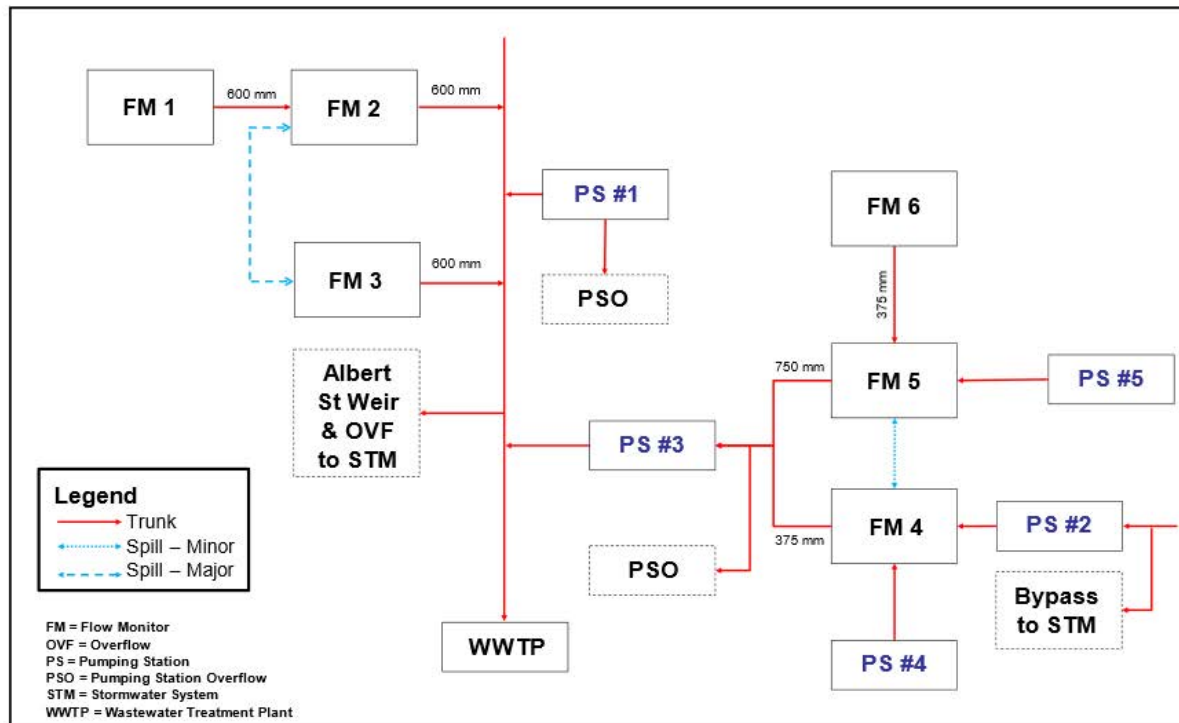 FM 1
600 mm
FM 2
600 mm
PS #1
FM 6
FM 3
600 mm
PSO
375 mm
Albert
St Weir
& OVF
to STM
750 mm
FM 5
PS #5
PS #3
FM 4
375 mm
PS #2
PSO
Bypass
to STM
WWTP
PS #4
Legend
Trunk
Spill – Minor
Spill – Major
FM = Flow Monitor
OVF = Overflow
PS = Pumping Station
PSO = Pumping Station Overflow
STM = Stormwater System
WWTP = Wastewater Treatment Plant